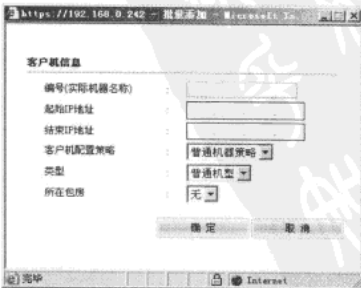 https://192.168.0.242 - 批量添加 - Microsoft In
客户机信息
编号(实际机器名称) :
起始IP地址 :
结束IP地址 :
客户机配置策略 : 普通机器策略
类型 : 普通机型
所在包房 : 无
确定 取消
完毕 Internet